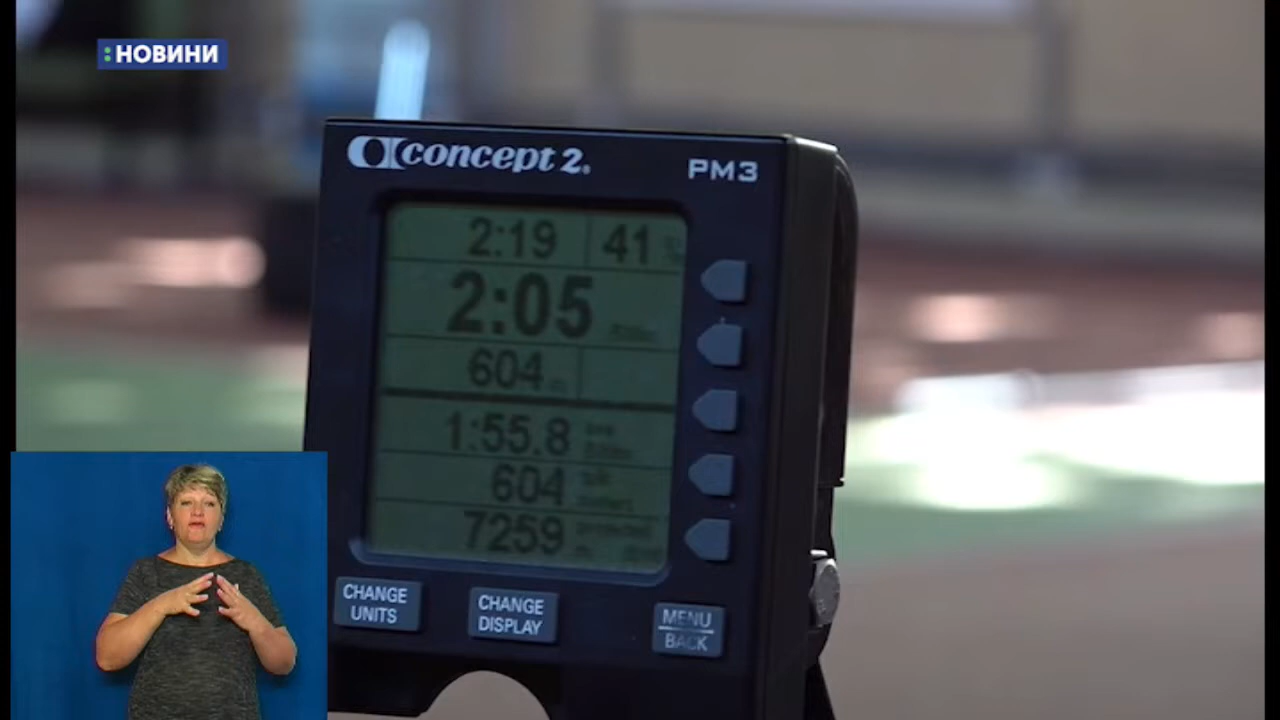 :НОВИНИ
concept 2®
PM3
2:19 41
2:05
604
1:55.8
604
7259
CHANGE UNITS
CHANGE DISPLAY
MENU
BACK